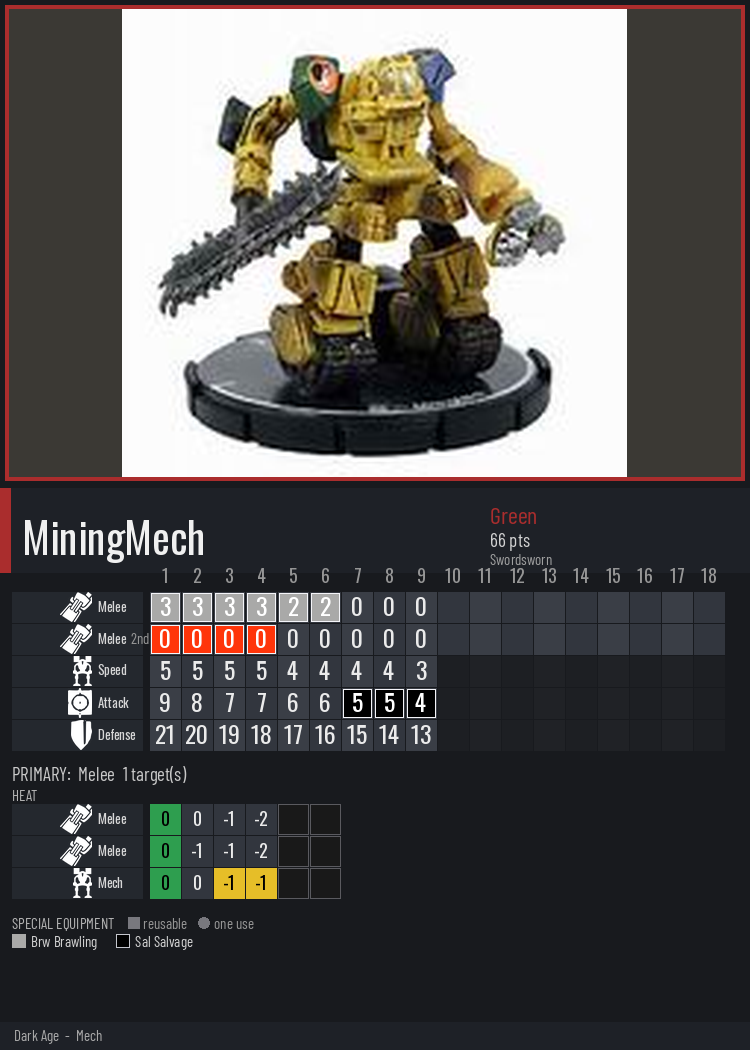 MiningMech
Green
66 pts
Swordsworn
1 2 3 4 5 6 7 8 9 10 11 12 13 14 15 16 17 18
Melee 3 3 3 3 2 2 0 0 0
Melee 2nd 0 0 0 0 0 0 0 0 0
Speed 5 5 5 5 4 4 4 4 3
Attack 9 8 7 7 6 6 5 5 4
Defense 21 20 19 18 17 16 15 14 13
PRIMARY: Melee 1 target(s)
HEAT
Melee 0 0 -1 -2
Melee 0 -1 -1 -2
Mech 0 0 -1 -1
SPECIAL EQUIPMENT reusable one use
Brw Brawling Sal Salvage
Dark Age - Mech